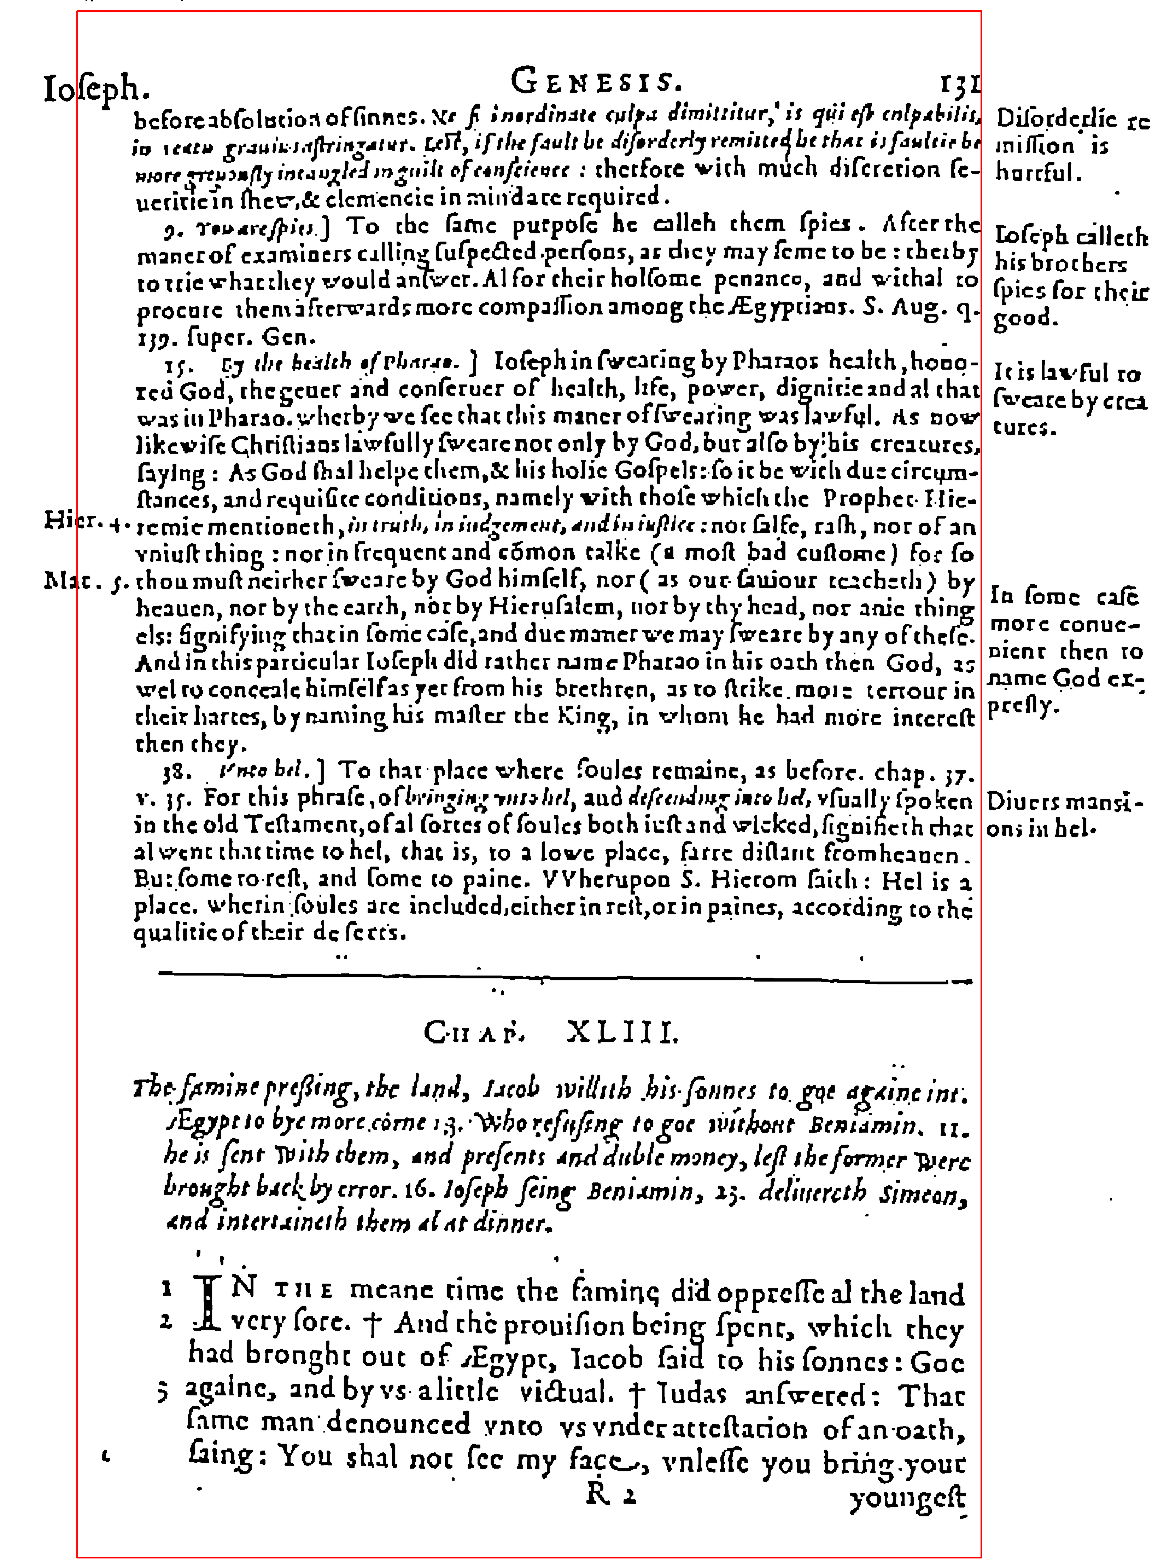 Ioſeph. GENESIS. 131
before abſolution of ſinnes. Ne ſi inordinate culpa dimittitur, is qui eſt culpabilis,
in reatu grauius aſtringatur. Leſt, if the fault be diſorderly remitted, be that is faultie be
more greuouſly intangled in guilt of conſcience : therfore with much diſcretion ſe-
ueritie in ſhew, & clemencie in mind are required.
Diſorderlie re
miſſion is
hurtful.
9. You are ſpies.] To the ſame purpoſe he calleh them ſpies. After the
maner of examiners calling ſuſpected perſons, as they may ſeme to be : therby
to trie what they would anſwer. Al for their holſome penance, and withal to
procure them afterwards more compaſſion among the Ægyptians. S. Aug. q.
139. ſuper. Gen.
Ioſeph calleth
his brothers
ſpies for their
good.
15. By the health of Pharao.] Ioſeph in ſwearing by Pharaos health, hono-
red God, the geuer and conſeruer of health, life, power, dignitie and al that
was in Pharao. wherby we ſee that this maner of ſwearing was lawful. As now
likewiſe Chriſtians lawfully ſweare not only by God, but alſo by his creatures,
ſaying : As God ſhal helpe them, & his holie Goſpels: ſo it be with due circum-
ſtances, and requiſite conditions, namely with thoſe which the Prophet Hie-
It is lawful to
ſweare by crea
tures.
Hier. 4. remie mentioneth, in truth, in iudgement, and in iuſtice : not falſe, raſh, nor of an
vniuſt thing : nor in frequent and cõmon talke (a moſt bad cuſtome) for ſo
Mat. 5. thou muſt neither ſweare by God himſelf, nor ( as our ſauiour teacheth ) by
heauen, nor by the earth, nor by Hieruſalem, nor by thy head, nor anie thing
els: ſignifying that in ſome caſe, and due maner we may ſweare by any of theſe.
And in this particular Ioſeph did rather name Pharao in his oath then God, as
wel to conceale himſelf as yet from his brethren, as to ſtrike more terrour in
their hartes, by naming his maſter the King, in whom he had more intereſt
then they.
In ſome caſe
more conue-
nient then to
name God ex-
preſly.
38. Vnto hel.] To that place where ſoules remaine, as before. chap. 37.
v. 35. For this phraſe, of bringing vnto hel, and deſcending into hel, vſually ſpoken
in the old Teſtament, of al ſortes of ſoules both iuſt and wicked, ſignifieth that
al went that time to hel, that is, to a lowe place, farre diſtant from heauen.
But ſome to reſt, and ſome to paine. VVherupon S. Hierom ſaith : Hel is a
place. wherin ſoules are included, either in reſt, or in paines, according to the
qualitie of their deſerts.
Diuers manſi-
ons in hel.
CHAP. XLIII.
The famine preſſing, the land, Iacob willeth his ſonnes to goe againe int.
Ægypt to bye more corne 13. Who refuſing to goe without Beniamin. 11.
he is ſent with them, and preſents and duble money, leſt the former were
brought back by error. 16. Ioſeph ſeing Beniamin, 23. deliuereth Simeon,
and intertaineth them al at dinner.
1 IN THE meane time the famine did oppreſſe al the land
2 very ſore. † And the prouiſion being ſpent, which they
had bronght out of Ægypt, Iacob ſaid to his ſonnes : Goe
3 againe, and by vs a little victual. † Iudas anſwered : That
ſame man denounced vnto vs vnder atteſtation of an oath,
ſaing : You shal not ſee my face, vnleſſe you bring your
R 2 youngeſt